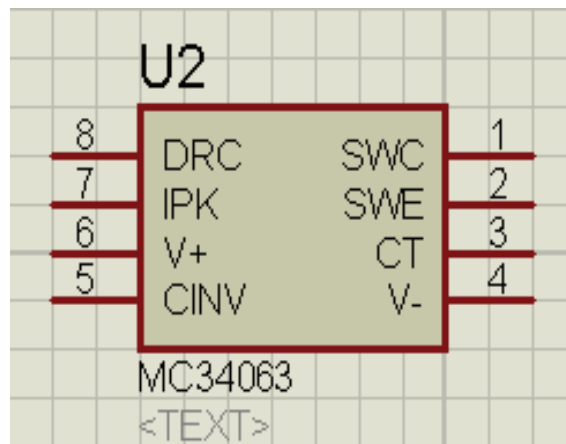 U2
8 DRC SWC 1
7 IPK SWE 2
6 V+ CT 3
5 CINV V- 4
MC34063
<TEXT>